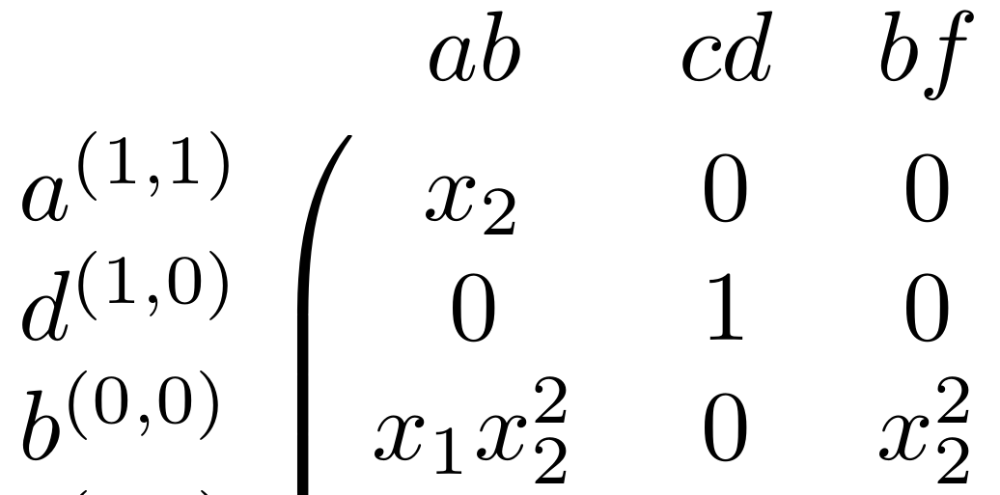 ab cd bf
a^{(1,1)} ( x_2 0 0
d^{(1,0)} 0 1 0
b^{(0,0)} x_1x_2^2 0 x_2^2